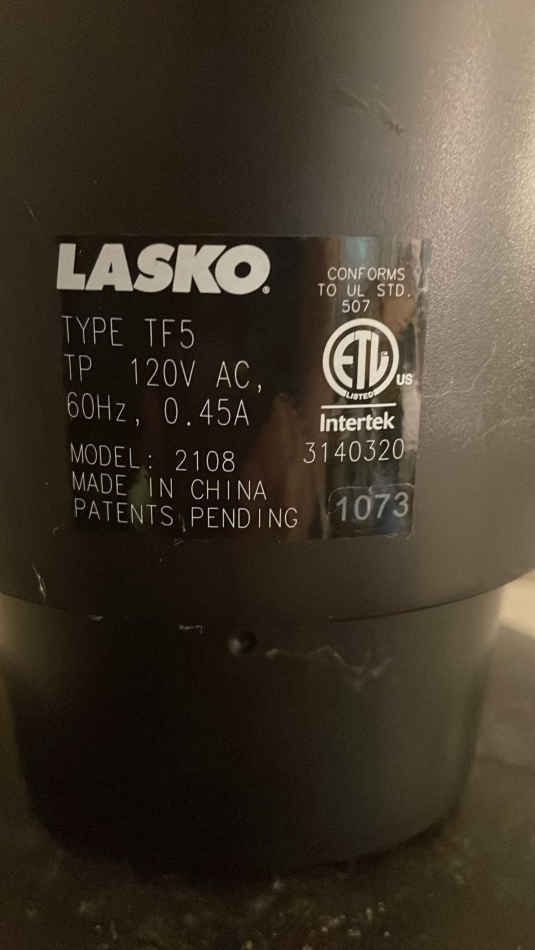 LASKO®
CONFORMS
TO UL STD.
507
TYPE TF5
TP 120V AC,
60Hz, 0.45A
ETL
LISTED
US
Intertek
3140320
MODEL: 2108
MADE IN CHINA
PATENTS PENDING
1073